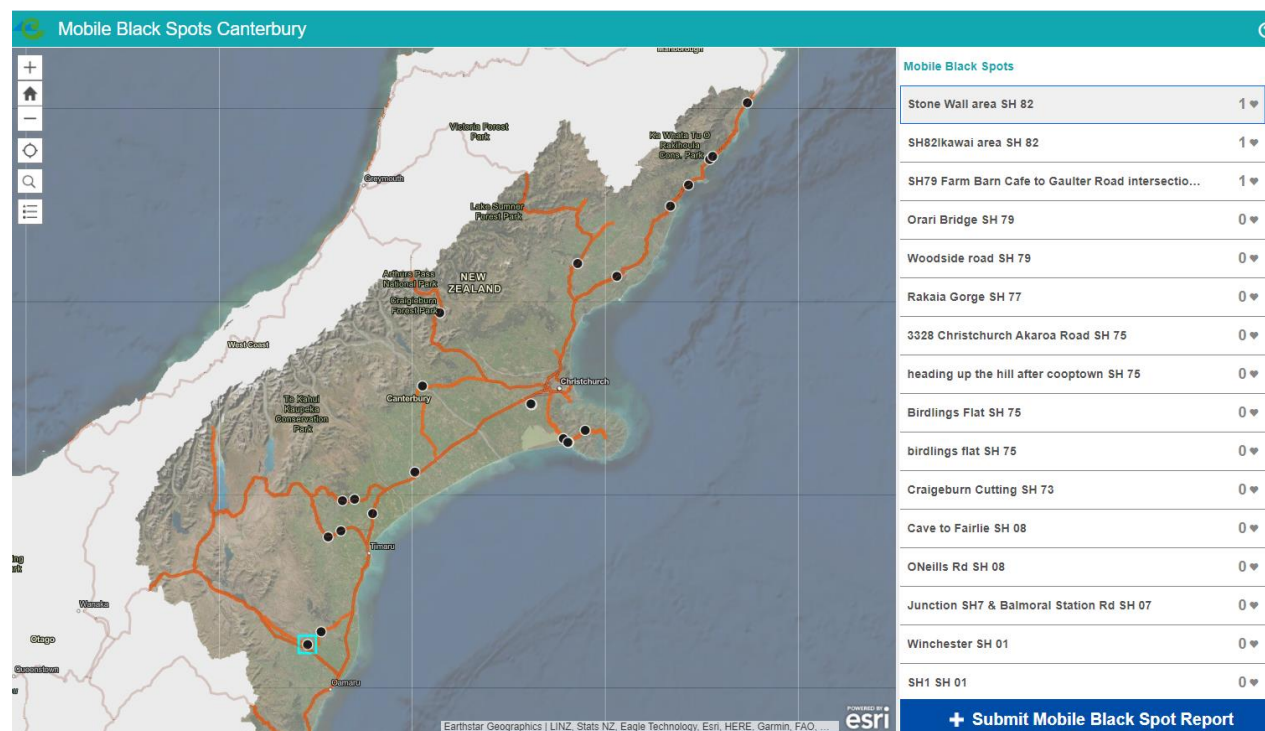 Mobile Black Spots Canterbury
Marlborough
Victoria Forest
Park
Ka Whata Tu O
Rakihouia
Cons. Park
Greymouth
Lake Sumner
Forest Park
Arthurs Pass
National Park
NEW
ZEALAND
Craigieburn
Forest Park
West Coast
Christchurch
Te Kahui
Kaupeka
Conservation
Park
Canterbury
Timaru
Wanaka
Otago
Queenstown
Oamaru
Earthstar Geographics | LINZ, Stats NZ, Eagle Technology, Esri, HERE, Garmin, FAO, ...
POWERED BY
esri
Mobile Black Spots
Stone Wall area SH 82 1
SH82Ikawai area SH 82 1
SH79 Farm Barn Cafe to Gaulter Road intersectio... 1
Orari Bridge SH 79 0
Woodside road SH 79 0
Rakaia Gorge SH 77 0
3328 Christchurch Akaroa Road SH 75 0
heading up the hill after cooptown SH 75 0
Birdlings Flat SH 75 0
birdlings flat SH 75 0
Craigeburn Cutting SH 73 0
Cave to Fairlie SH 08 0
ONeills Rd SH 08 0
Junction SH7 & Balmoral Station Rd SH 07 0
Winchester SH 01 0
SH1 SH 01 0
+ Submit Mobile Black Spot Report